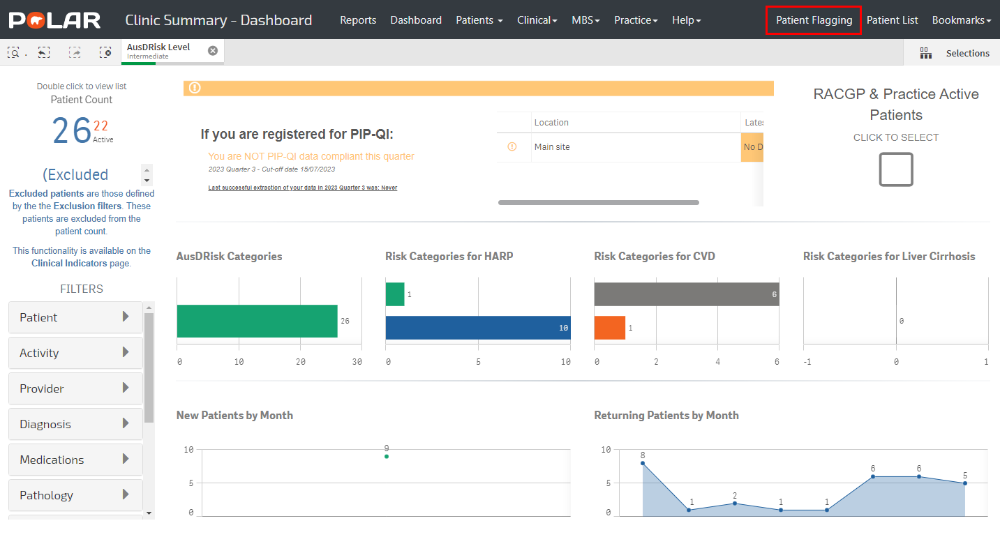 POLAR
Clinic Summary - Dashboard
Reports
Dashboard
Patients
Clinical
MBS
Practice
Help
Patient Flagging
Patient List
Bookmarks
AusDRisk Level
Intermediate
Selections
Double click to view list
Patient Count
26 22
Active
(Excluded
Excluded patients are those defined
by the the Exclusion filters. These
patients are excluded from the
patient count.
This functionality is available on the
Clinical Indicators page.
FILTERS
Patient
Activity
Provider
Diagnosis
Medications
Pathology
If you are registered for PIP-QI:
You are NOT PIP-QI data compliant this quarter
2023 Quarter 3 - Cut-off date 15/07/2023
Last successful extraction of your data in 2023 Quarter 3 was: Never
Location
Lates
Main site
No D
RACGP & Practice Active
Patients
CLICK TO SELECT
AusDRisk Categories
26
0 10 20 30
Risk Categories for HARP
1
10
0 5 10
Risk Categories for CVD
6
1
0 2 4 6
Risk Categories for Liver Cirrhosis
0
-1 0 1
New Patients by Month
10
5
0
9
Returning Patients by Month
10
5
0
8
1
2
1
1
6
6
5